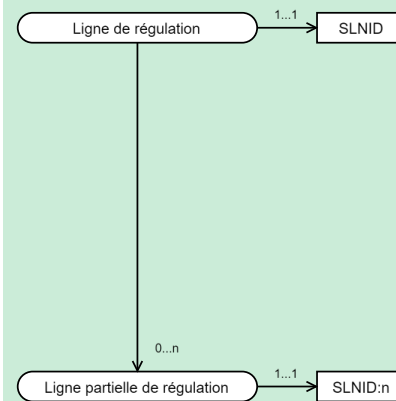 1...1
Ligne de régulation
SLNID
0...n
1...1
Ligne partielle de régulation
SLNID:n